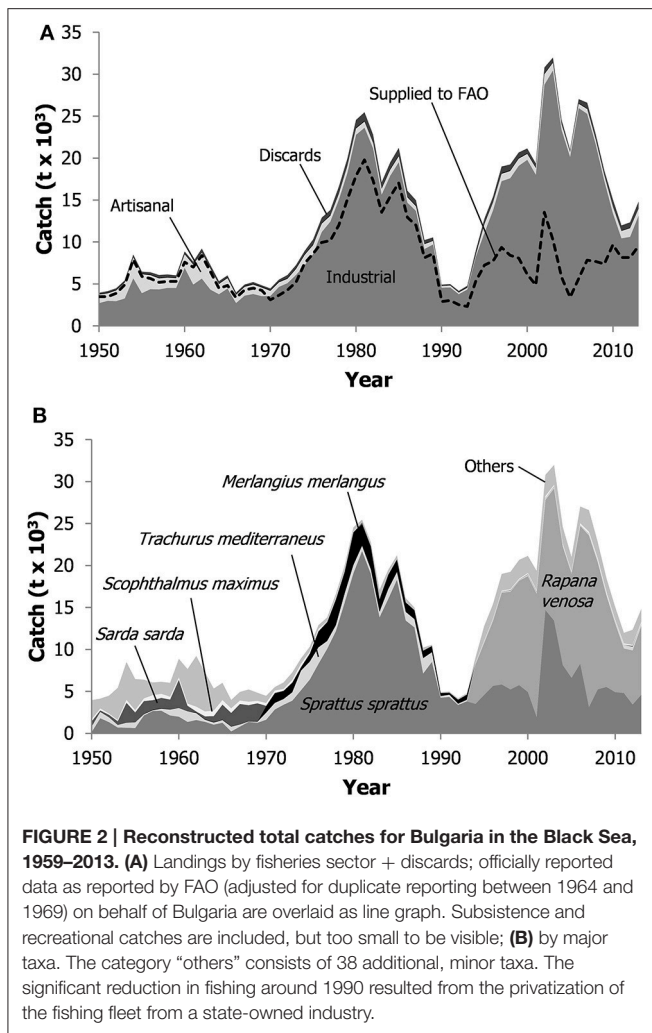 A
35
30
25
20
15
10
5
0
Catch (t x 10³)
Supplied to FAO
Discards
Artisanal
Industrial
1950 1960 1970 1980 1990 2000 2010
Year
B
35
30
25
20
15
10
5
0
Catch (t x 10³)
Others
Merlangius merlangus
Trachurus mediterraneus
Scophthalmus maximus
Sarda sarda
Rapana
venosa
Sprattus sprattus
1950 1960 1970 1980 1990 2000 2010
Year
FIGURE 2 | Reconstructed total catches for Bulgaria in the Black Sea,
1959–2013. (A) Landings by fisheries sector + discards; officially reported
data as reported by FAO (adjusted for duplicate reporting between 1964 and
1969) on behalf of Bulgaria are overlaid as line graph. Subsistence and
recreational catches are included, but too small to be visible; (B) by major
taxa. The category “others” consists of 38 additional, minor taxa. The
significant reduction in fishing around 1990 resulted from the privatization of
the fishing fleet from a state-owned industry.